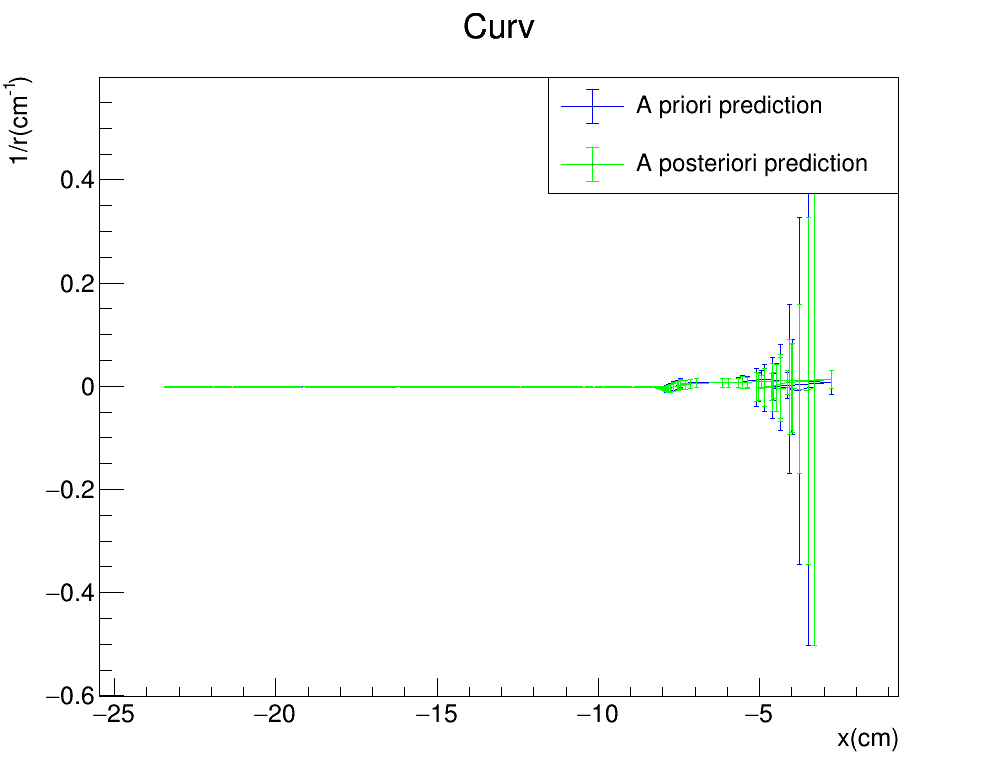 Curv
1/r(cm⁻¹)
A priori prediction
A posteriori prediction
0.4
0.2
0
−0.2
−0.4
−0.6
−25 −20 −15 −10 −5
x(cm)